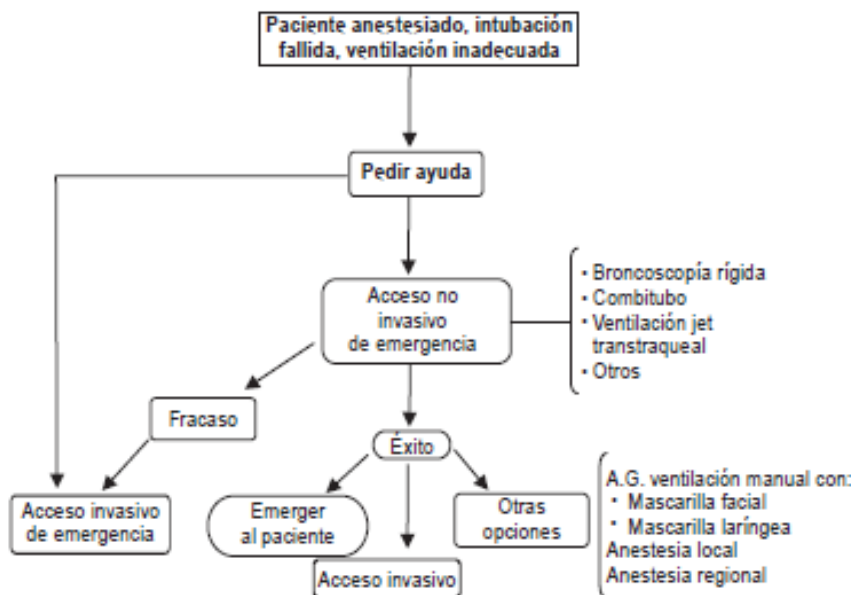 Paciente anestesiado, intubación
fallida, ventilación inadecuada
Pedir ayuda
Acceso no
invasivo
de emergencia
· Broncoscopía rígida
· Combitubo
· Ventilación jet
transtraqueal
· Otros
Fracaso
Éxito
Acceso invasivo
de emergencia
Emerger
al paciente
Acceso invasivo
Otras
opciones
A.G. ventilación manual con:
· Mascarilla facial
· Mascarilla laríngea
Anestesia local
Anestesia regional